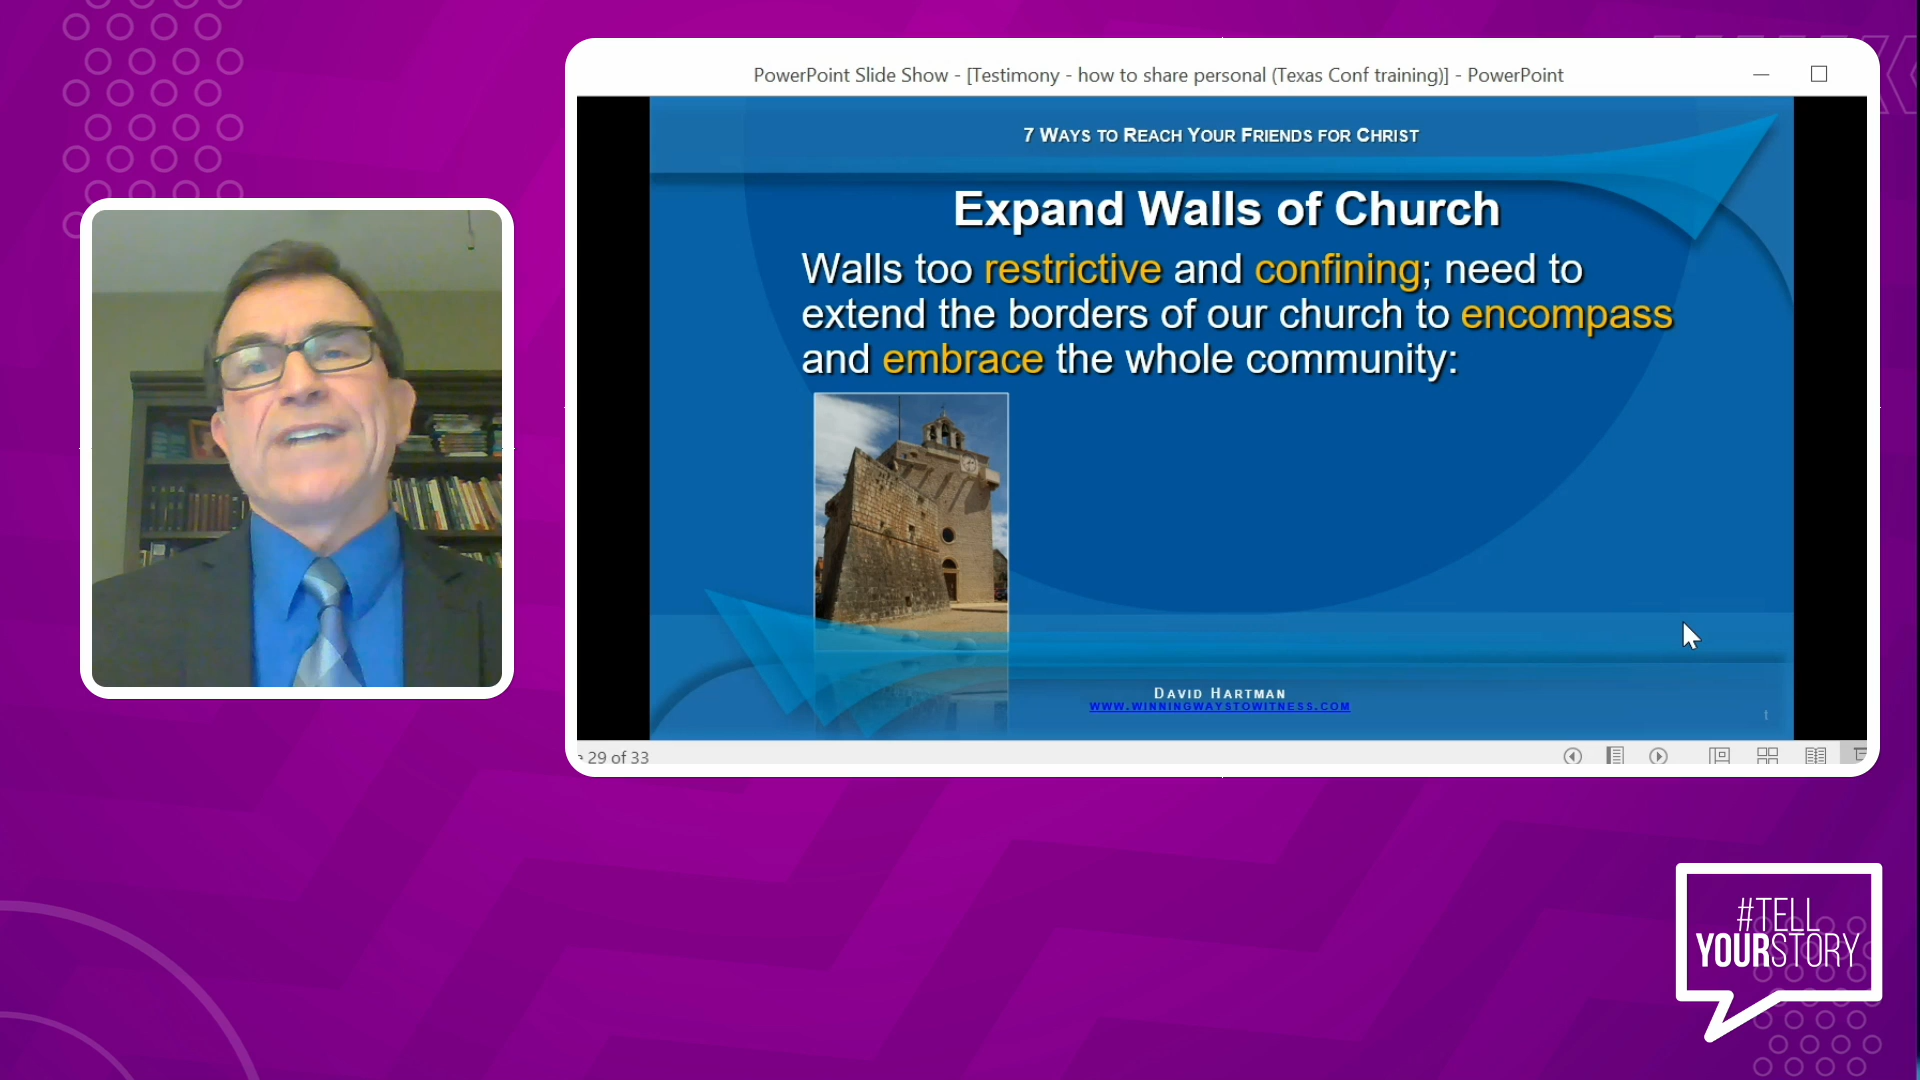 PowerPoint Slide Show - [Testimony - how to share personal (Texas Conf training)] - PowerPoint
7 WAYS TO REACH YOUR FRIENDS FOR CHRIST
Expand Walls of Church
Walls too restrictive and confining; need to
extend the borders of our church to encompass
and embrace the whole community:
DAVID HARTMAN
WWW.WINNINGWAYSTOWITNESS.COM
29 of 33
#TELL
YOURSTORY